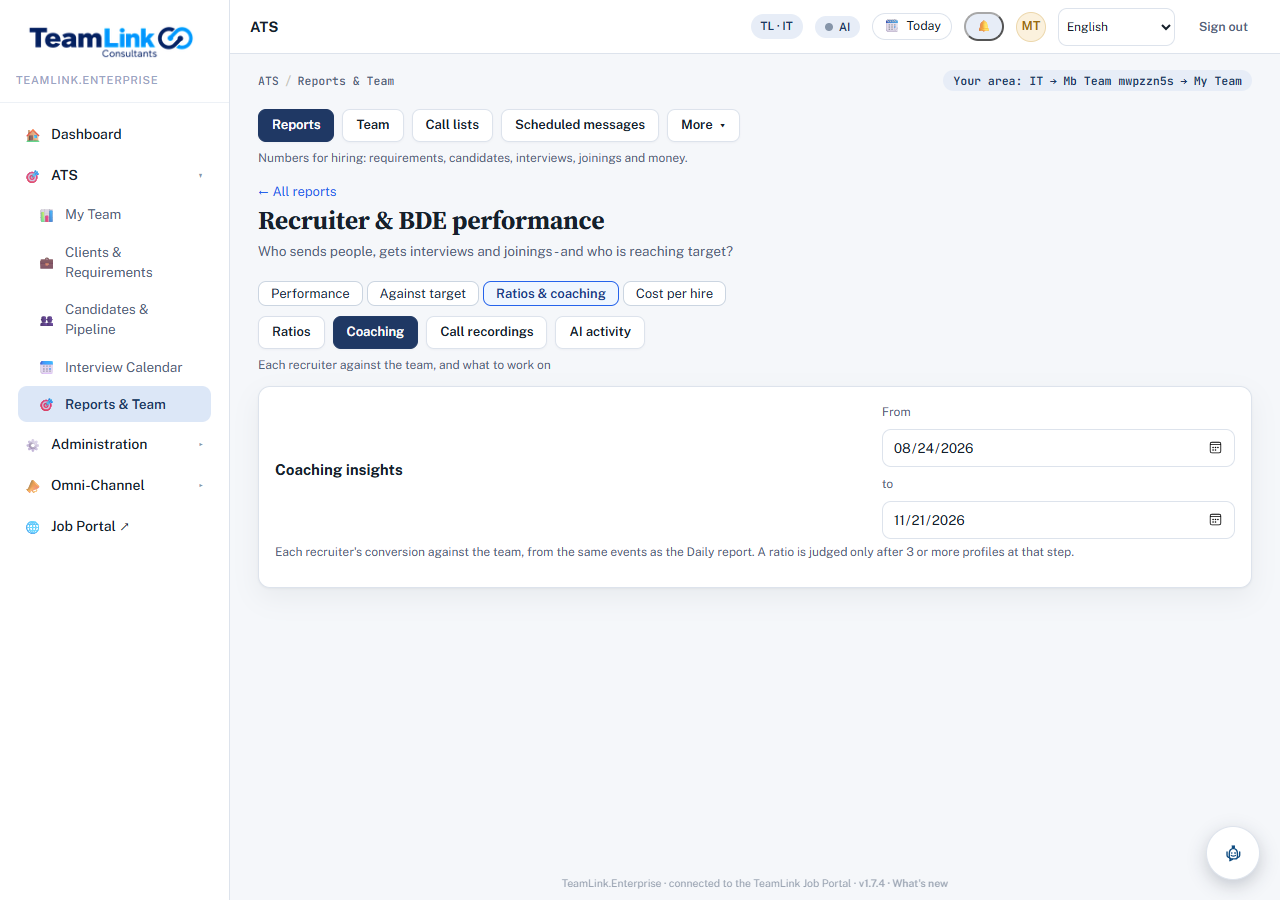 TeamLink
Consultants
TEAMLINK.ENTERPRISE
Dashboard
ATS
My Team
Clients &
Requirements
Candidates &
Pipeline
Interview Calendar
Reports & Team
Administration
Omni-Channel
Job Portal ↗
ATS
TL · IT
AI
Today
MT
English
Sign out
ATS / Reports & Team
Your area: IT → Mb Team mwpzzn5s → My Team
Reports
Team
Call lists
Scheduled messages
More
Numbers for hiring: requirements, candidates, interviews, joinings and money.
← All reports
Recruiter & BDE performance
Who sends people, gets interviews and joinings - and who is reaching target?
Performance
Against target
Ratios & coaching
Cost per hire
Ratios
Coaching
Call recordings
AI activity
Each recruiter against the team, and what to work on
Coaching insights
From
08/24/2026
to
11/21/2026
Each recruiter's conversion against the team, from the same events as the Daily report. A ratio is judged only after 3 or more profiles at that step.
TeamLink.Enterprise · connected to the TeamLink Job Portal · v1.7.4 · What's new